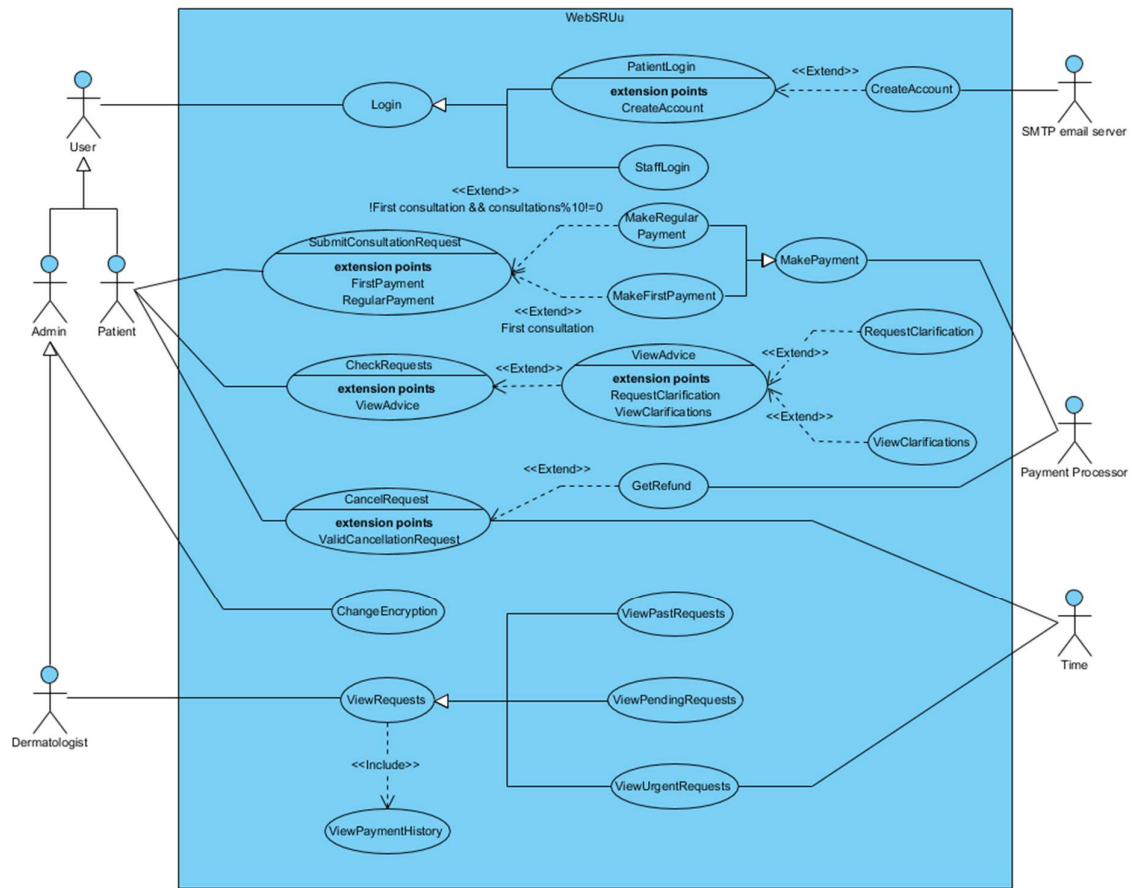 WebSRUu
PatientLogin
extension points
CreateAccount
<<Extend>>
CreateAccount
Login
User
SMTP email server
StaffLogin
<<Extend>>
!First consultation && consultations%10!=0
MakeRegular
Payment
SubmitConsultationRequest
extension points
FirstPayment
RegularPayment
MakePayment
MakeFirstPayment
<<Extend>>
First consultation
Admin
Patient
RequestClarification
<<Extend>>
ViewAdvice
extension points
RequestClarification
ViewClarifications
CheckRequests
extension points
ViewAdvice
<<Extend>>
<<Extend>>
ViewClarifications
Payment Processor
<<Extend>>
GetRefund
CancelRequest
extension points
ValidCancellationRequest
ChangeEncryption
ViewPastRequests
Time
ViewRequests
ViewPendingRequests
Dermatologist
<<Include>>
ViewUrgentRequests
ViewPaymentHistory